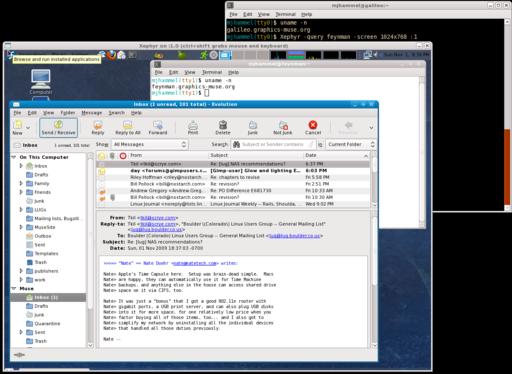 mjhammel@galileo:~
File Edit View Terminal Help
mjhammel(tty0)$ uname -n
galileo.graphics-muse.org
mjhammel(tty0)$ Xephyr -query feynman -screen 1024x768 :1
Xephyr on :1.0 (ctrl+shift grabs mouse and keyboard)
Browse and run installed applications
Computer
mjhammel@feynman:~
File Edit View Terminal Help
mjhammel(tty1)$ uname -n
feynman.graphics-muse.org
mjhammel(tty1)$
Inbox (1 unread, 101 total) - Evolution
File Edit View Folder Message Search Help
New Send / Receive Reply Reply to All Forward Print Delete Junk Not Junk Cancel
Inbox 1 unread, 101 total Show: All Messages Search: Subject or Sender contains in Current Folder
On This Computer
Inbox
Drafts
Family
Friends
Junk
LUGs
Mailing lists,
MuseSite
Outbox
Sent
Templates
Trash
publishers
work
Muse
Inbox (1)
Drafts
Junk
Quarantine
Sent
Trash
From Subject Date
Tkil <tkil@scrye.com> Re: [lug] NAS recommendations? 6:37 PM
day <forums@gimpusers.c [Gimp-user] Glow and lighting E 6:03 PM
Riley Hoffman <riley@nostarch. Re: chapters to revise Fri 5:58 PM
Bill Pollock <bill@nostarch.com> Re: revision? Fri 2:51 PM
Andrew Gregory <Andrew.Greg Re: PO Difference E681730 Fri 10:33 AM
Bill Pollock <bill@nostarch.com> Re: revision? Fri 10:30 AM
Linux Journal <noreply@lists.lin Linux Journal Weekly - Rails, Shoulda, Wed 5:02 PM
From: Tkil <tkil@scrye.com>
Reply-to: Tkil <tkil@scrye.com>, "Boulder (Colorado) Linux Users Group -- General Mailing List"
<lug@lug.boulder.co.us>
To: Boulder (Colorado) Linux Users Group -- General Mailing List <lug@lug.boulder.co.us>
Subject: Re: [lug] NAS recommendations?
Date: Sun, 01 Nov 2009 18:37:03 -0700
>>>>> "Nate" == Nate Duehr <nate@natetech.com> writes:
Nate> Apple's Time Capsule here. Setup was brain-dead simple. Macs
Nate> are happy, they can automatically use it for Time Machine
Nate> backups, and anything else in the house can access shared drive
Nate> space on it via CIFS, too.
Nate> It was just a "bonus" that I got a good 802.11n router with
Nate> gigabit ports, a USB print server, and can also plug USB disks
Nate> into it for more space, for one relatively low price when you
Nate> factor buying all of those items, too... and I also got to
Nate> simplify my network by uninstalling all the individual devices
Nate> that handled all those duties previously.
Nate --